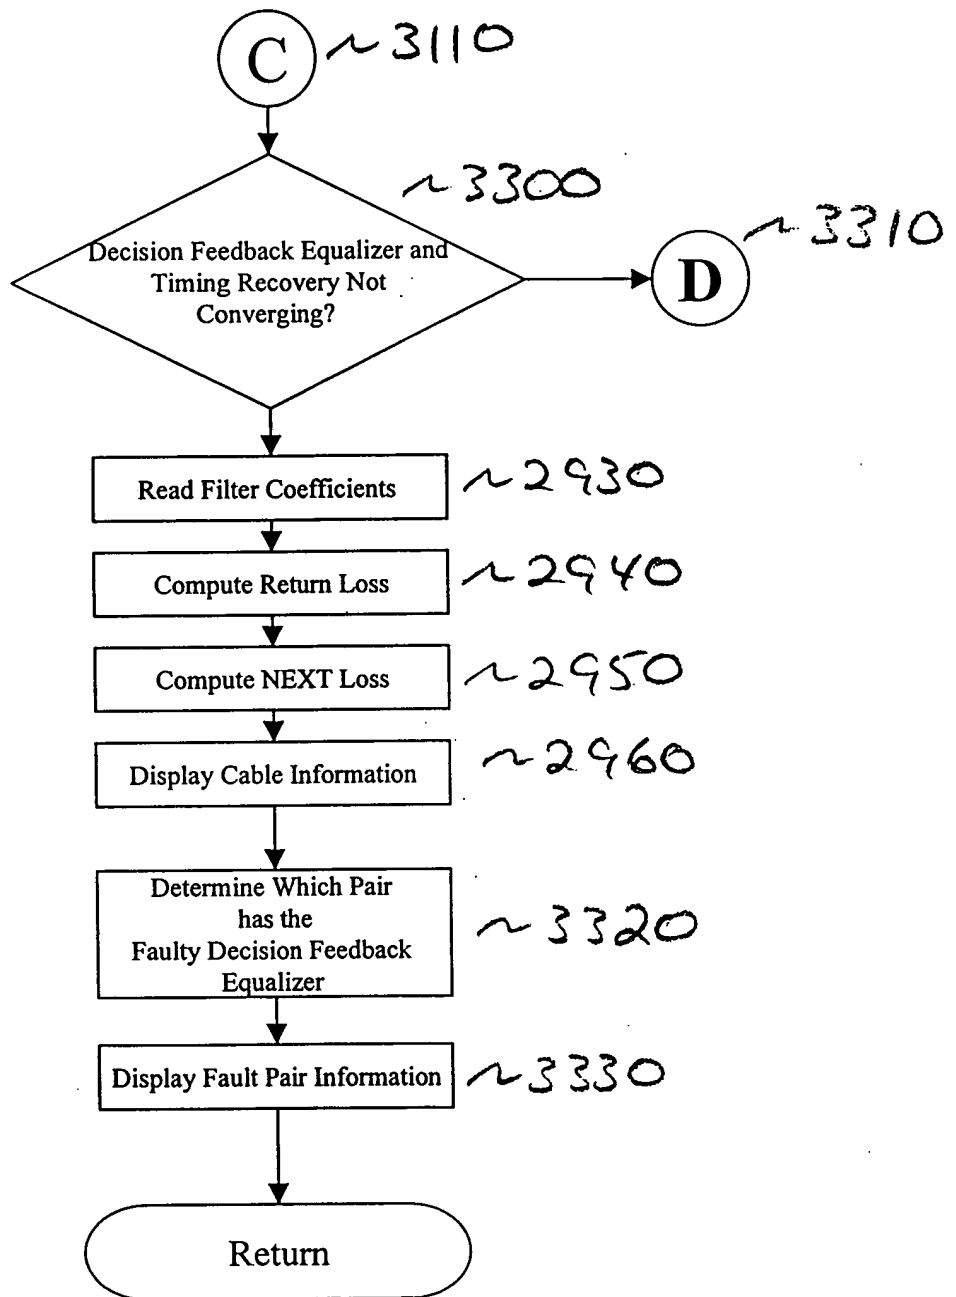 C ~3110
~3300
~3310
Decision Feedback Equalizer and
Timing Recovery Not
Converging?
D
Read Filter Coefficients ~2930
Compute Return Loss ~2940
Compute NEXT Loss ~2950
Display Cable Information ~2960
Determine Which Pair
has the
Faulty Decision Feedback
Equalizer
~3320
Display Fault Pair Information ~3330
Return